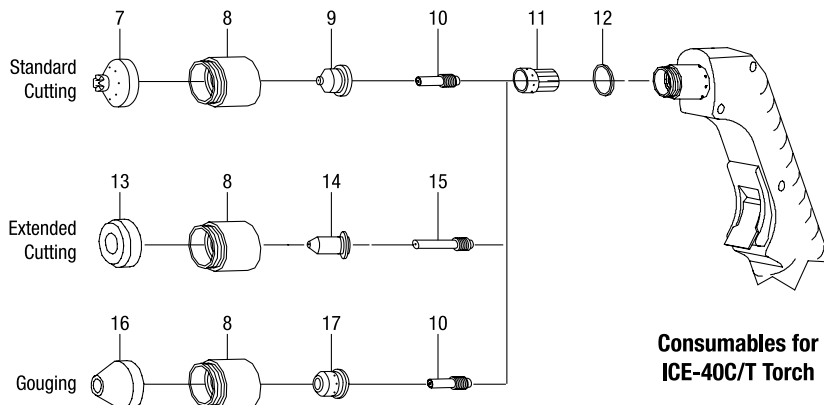 7 8 9 10 11 12
Standard
Cutting
13 8 14 15
Extended
Cutting
16 8 17 10
Gouging
Consumables for
ICE-40C/T Torch